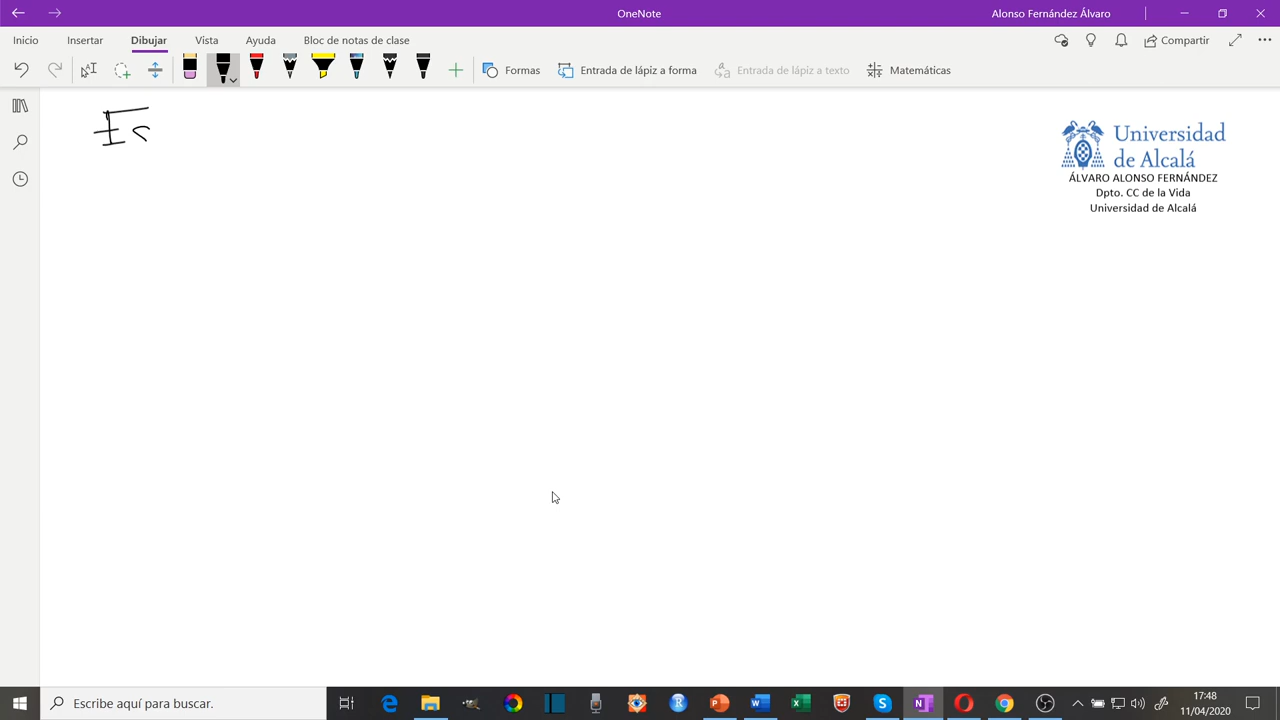 OneNote
Alonso Fernández Álvaro
Inicio
Insertar
Dibujar
Vista
Ayuda
Bloc de notas de clase
Compartir
Formas
Entrada de lápiz a forma
Entrada de lápiz a texto
Matemáticas
Es
Universidad
de Alcalá
ÁLVARO ALONSO FERNÁNDEZ
Dpto. CC de la Vida
Universidad de Alcalá
Escribe aquí para buscar.
17:48
11/04/2020